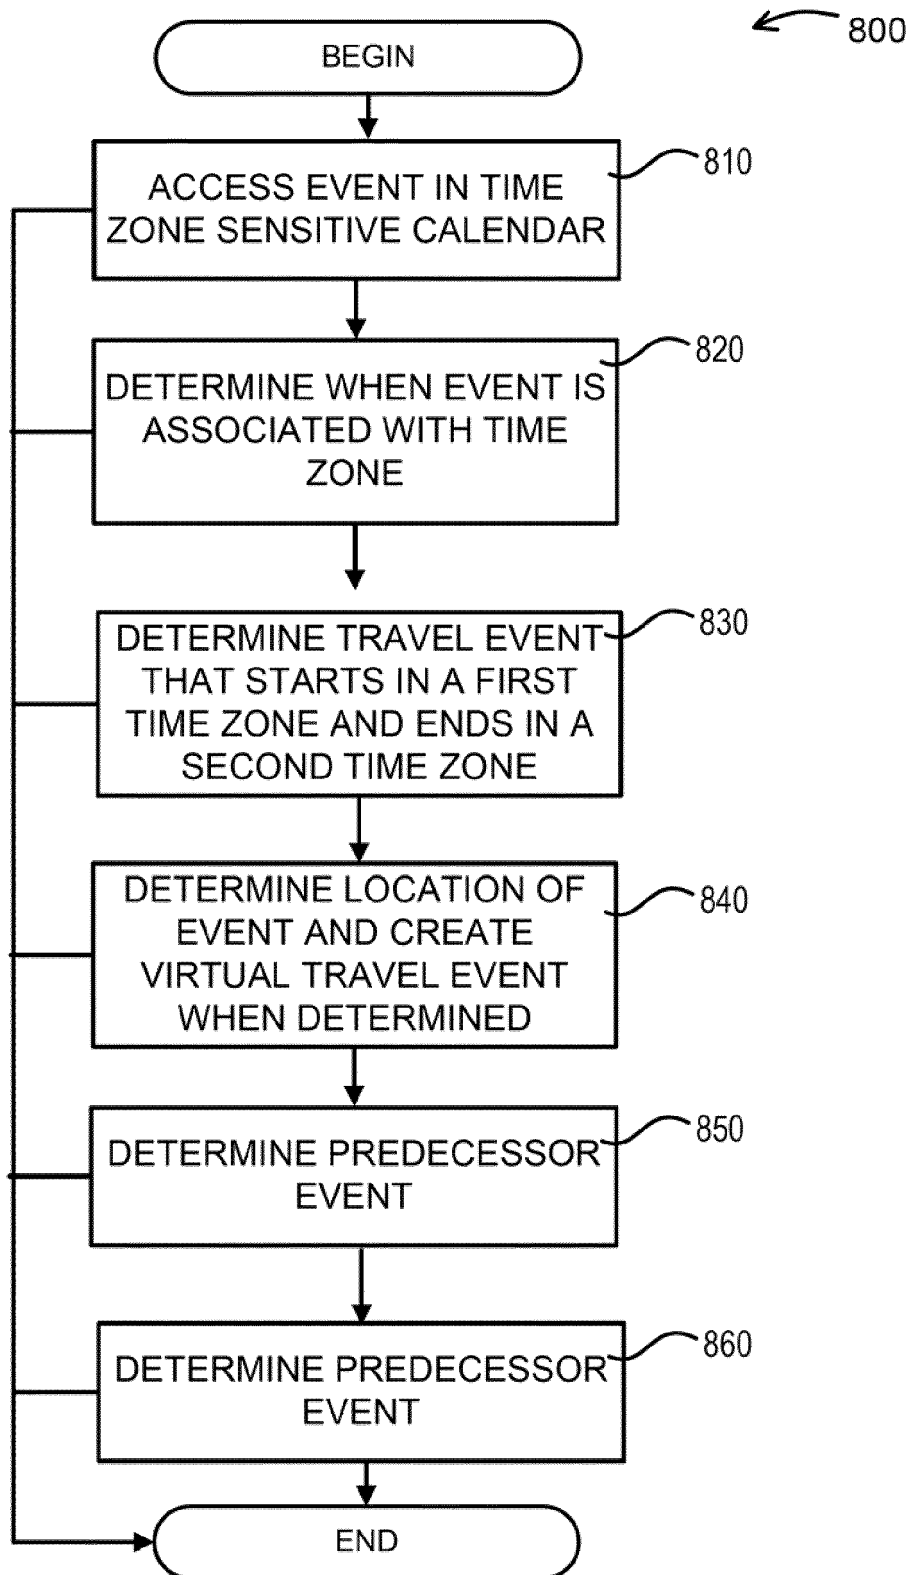 800
BEGIN
810
ACCESS EVENT IN TIME
ZONE SENSITIVE CALENDAR
820
DETERMINE WHEN EVENT IS
ASSOCIATED WITH TIME
ZONE
830
DETERMINE TRAVEL EVENT
THAT STARTS IN A FIRST
TIME ZONE AND ENDS IN A
SECOND TIME ZONE
840
DETERMINE LOCATION OF
EVENT AND CREATE
VIRTUAL TRAVEL EVENT
WHEN DETERMINED
850
DETERMINE PREDECESSOR
EVENT
860
DETERMINE PREDECESSOR
EVENT
END